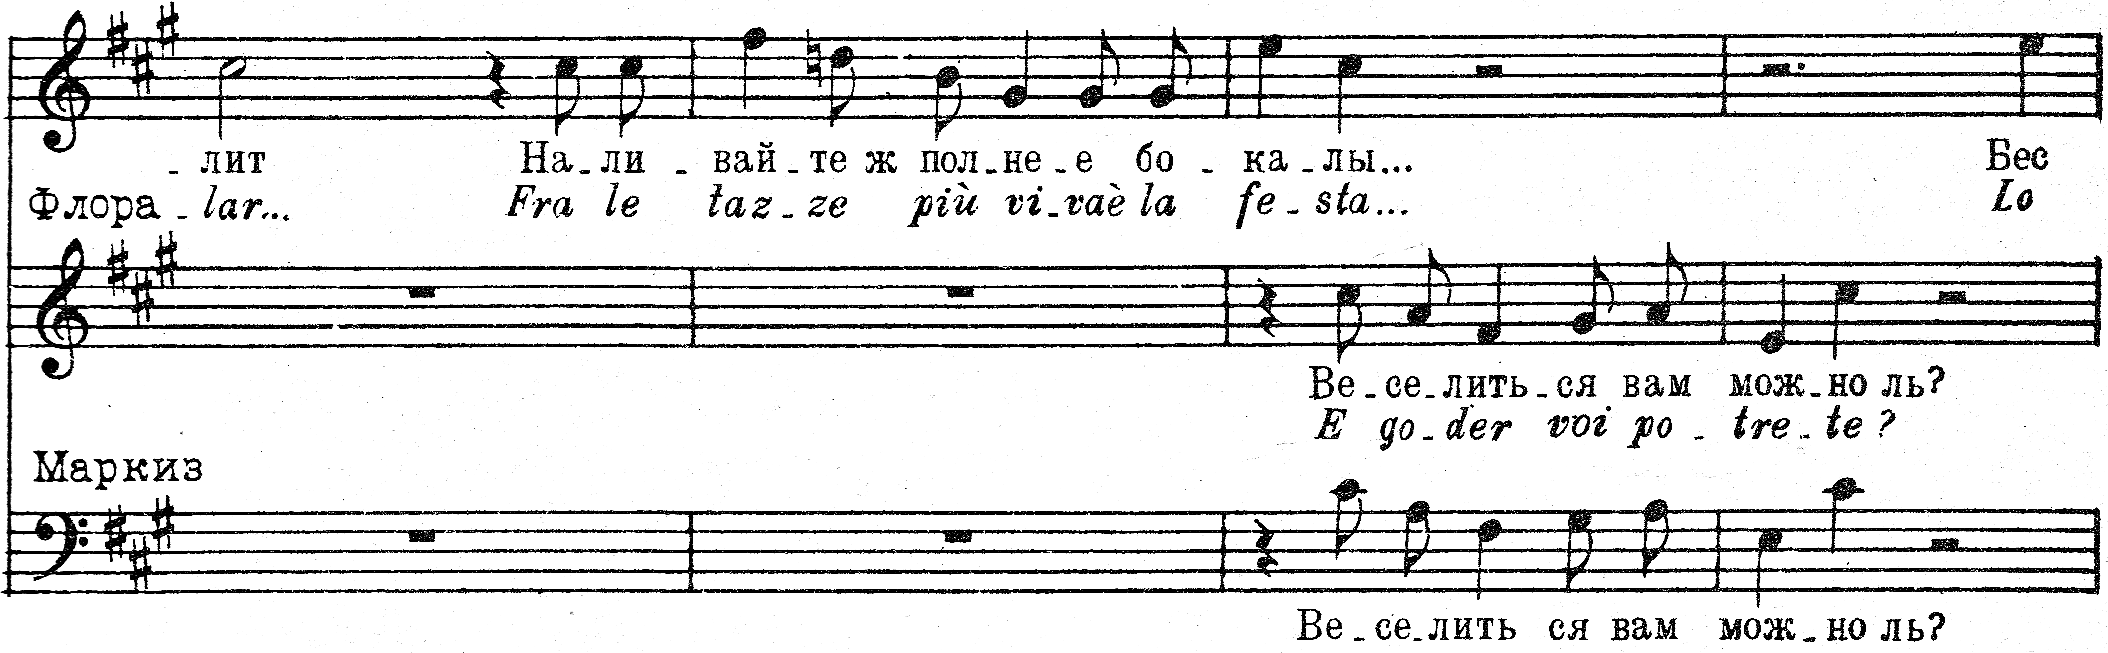 - лит На - ли - вай - те ж пол - не - е бо - ка - лы...
Флора - lar... Fra le taz - ze più vi - vaè la fe - sta...
Бес
Lo
Ве - се - лить - ся вам мож - но ль?
E go - der voi po - tre - te?
Маркиз
Ве - се - лить ся вам мож - но ль?